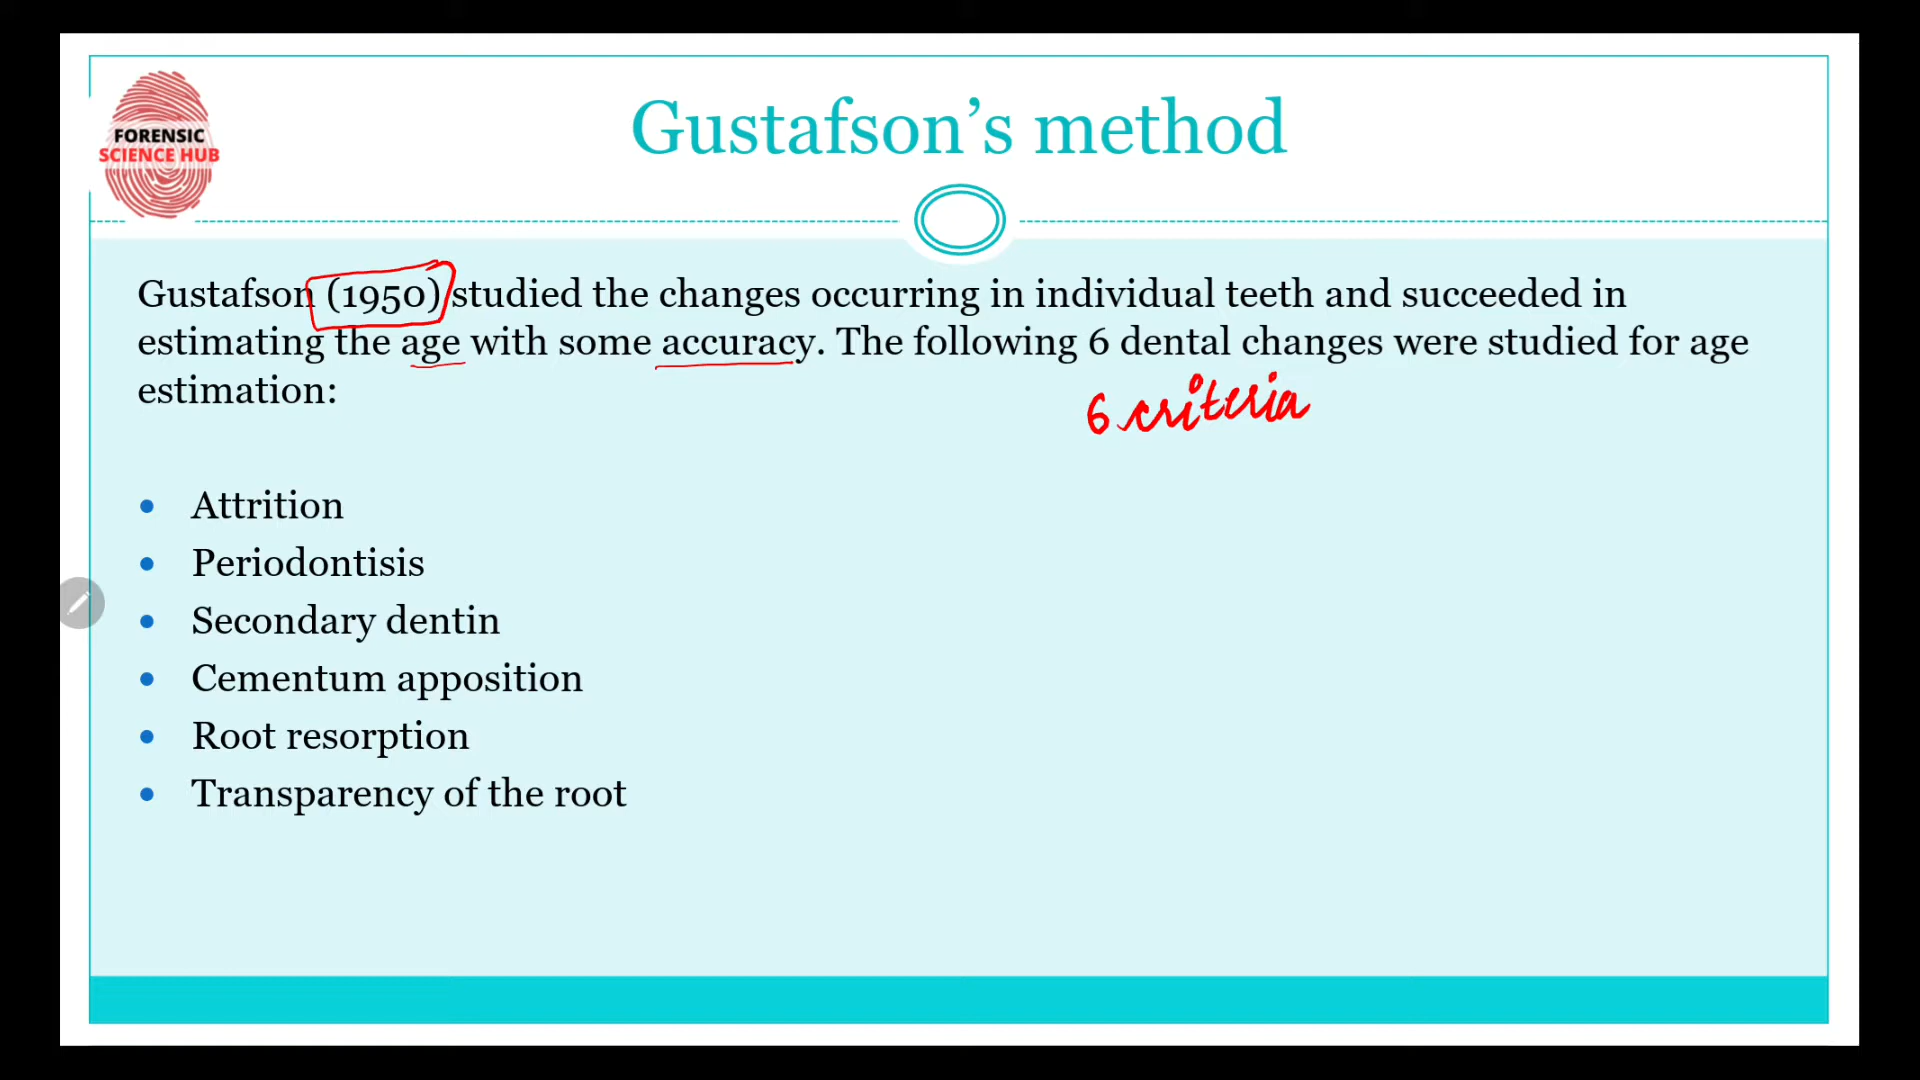 FORENSIC
SCIENCE HUB
Gustafson’s method
Gustafson (1950) studied the changes occurring in individual teeth and succeeded in
estimating the age with some accuracy. The following 6 dental changes were studied for age
estimation:
6 criteria
• Attrition
• Periodontisis
• Secondary dentin
• Cementum apposition
• Root resorption
• Transparency of the root